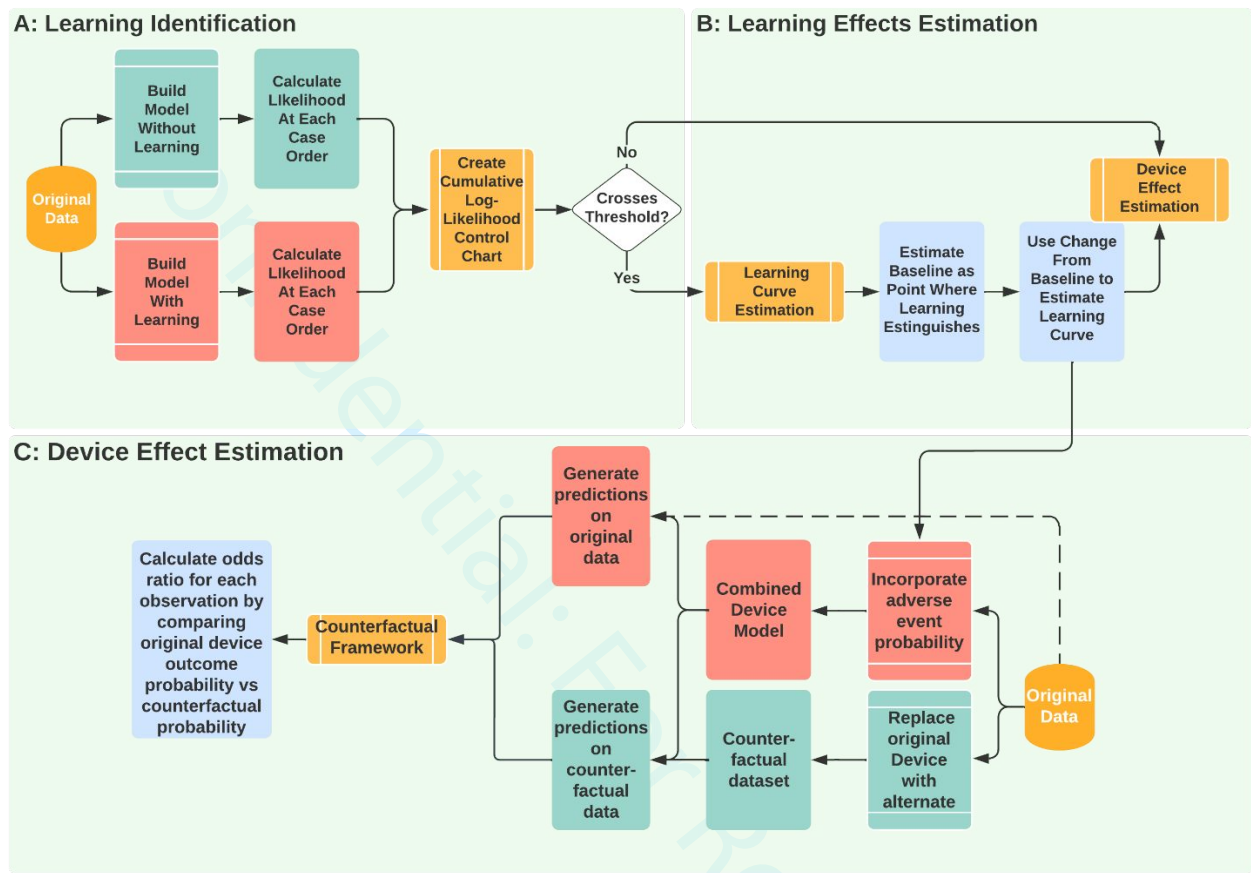 A: Learning Identification
Original
Data
Build
Model
Without
Learning
Calculate
LIkelihood
At Each
Case
Order
Build
Model
With
Learning
Calculate
LIkelihood
At Each
Case
Order
Create
Cumulative
Log-
Likelihood
Control
Chart
Crosses
Threshold?
No
Yes
B: Learning Effects Estimation
Learning
Curve
Estimation
Estimate
Baseline as
Point Where
Learning
Estinguishes
Use Change
From
Baseline to
Estimate
Learning
Curve
Device
Effect
Estimation
C: Device Effect Estimation
Original
Data
Incorporate
adverse
event
probability
Replace
original
Device
with
alternate
Combined
Device
Model
Counter-
factual
dataset
Generate
predictions
on
original
data
Generate
predictions
on
counter-
factual
data
Counterfactual
Framework
Calculate odds
ratio for each
observation by
comparing
original device
outcome
probability vs
counterfactual
probability